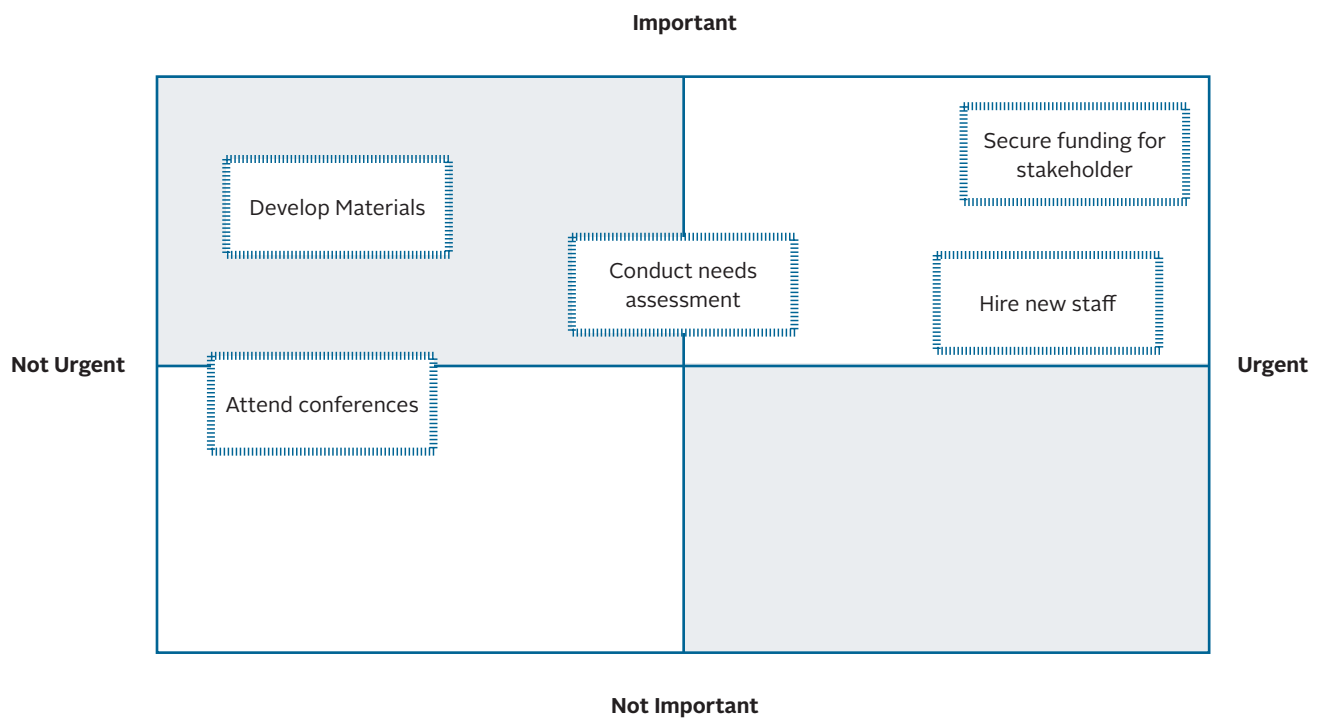 Important
Secure funding for
stakeholder
Develop Materials
Conduct needs
assessment
Hire new staff
Not Urgent
Urgent
Attend conferences
Not Important